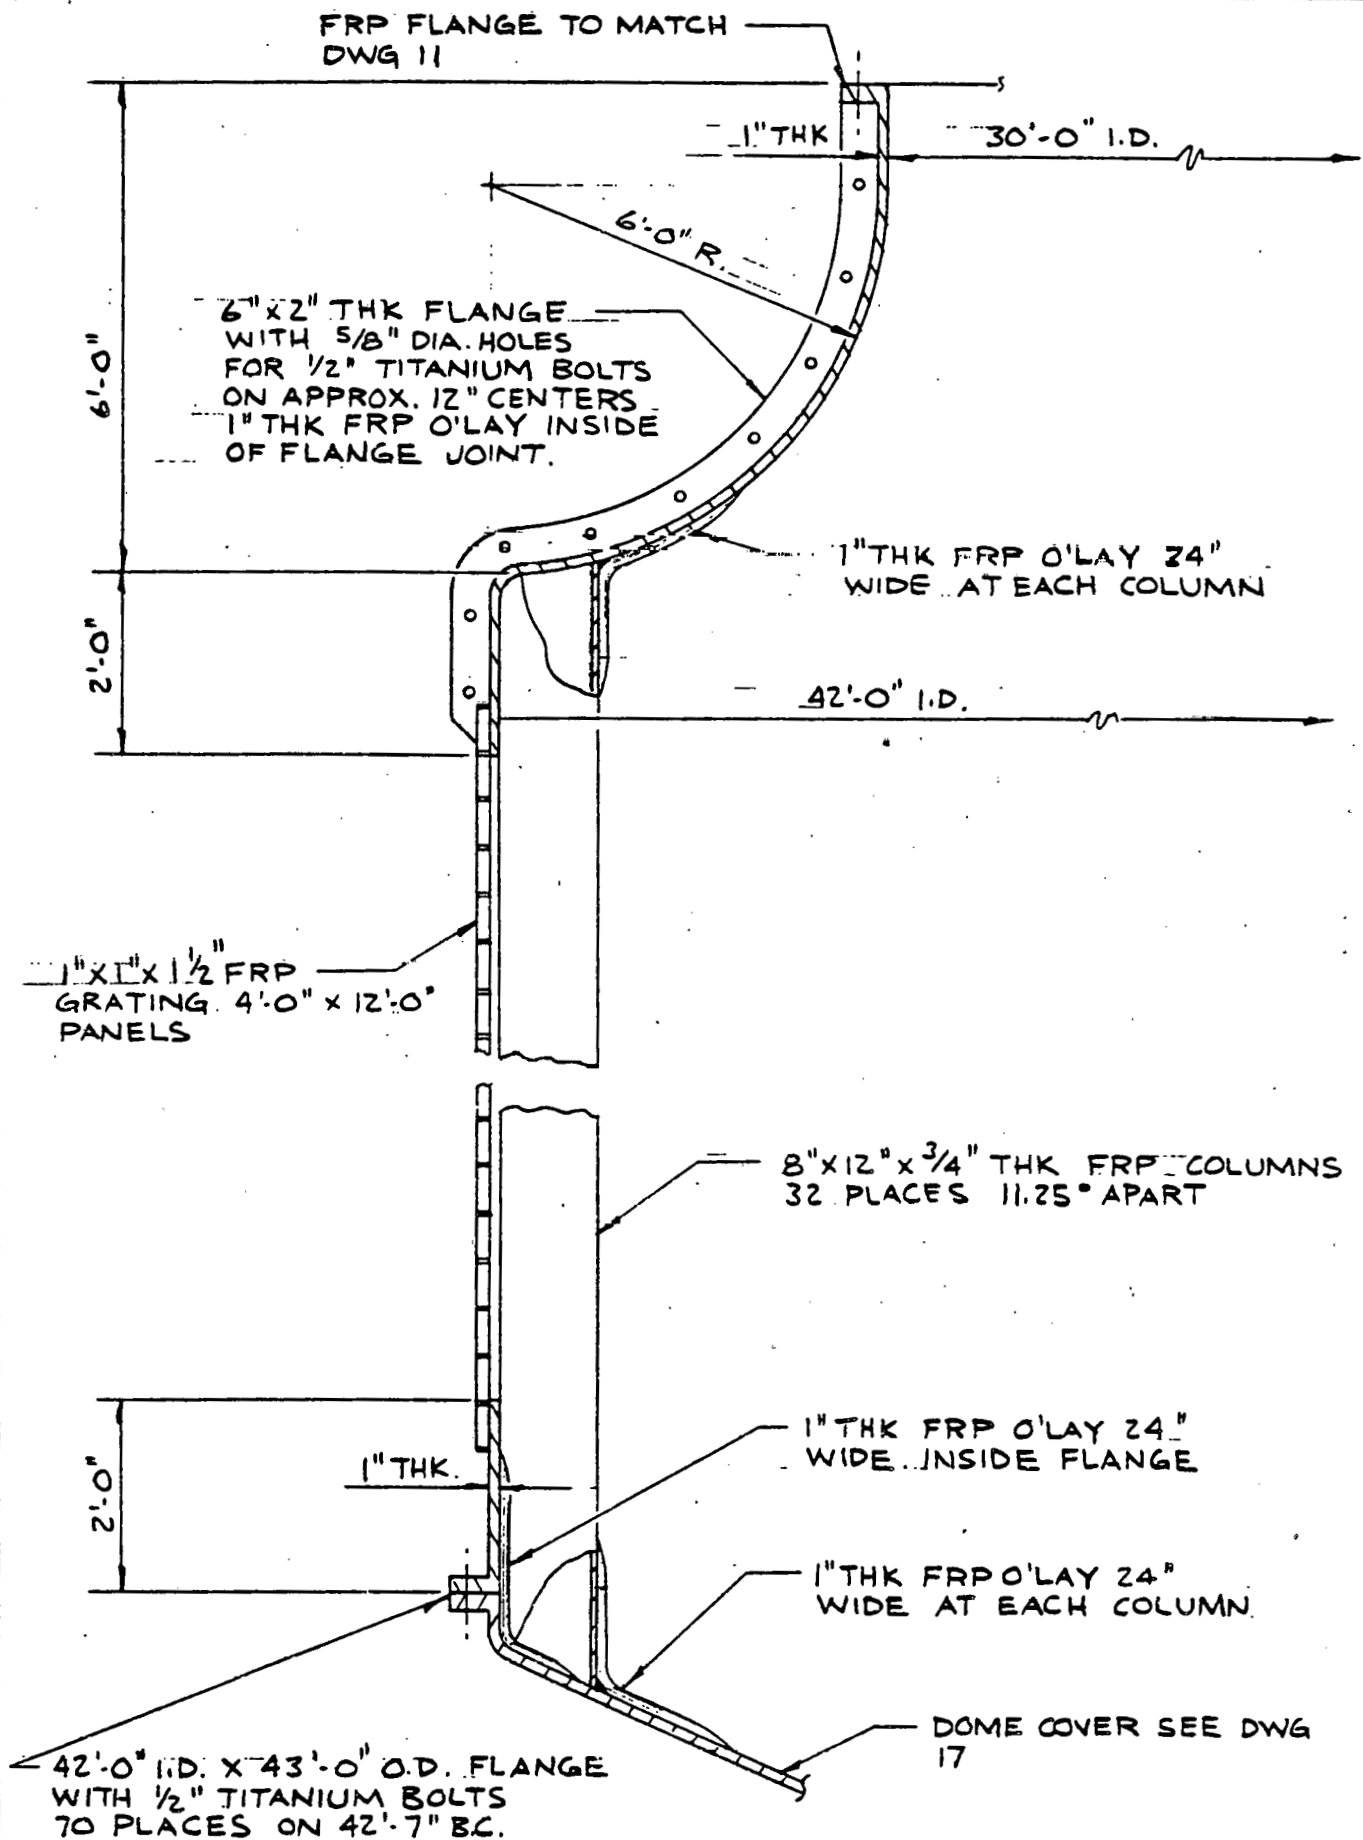 FRP FLANGE TO MATCH
DWG 11
1" THK
30'-0" I.D.
6'-0" R.
6'-0"
6" X 2" THK FLANGE
WITH 5/8" DIA. HOLES
FOR 1/2" TITANIUM BOLTS
ON APPROX. 12" CENTERS
1" THK FRP O'LAY INSIDE
OF FLANGE JOINT.
1" THK FRP O'LAY 24"
WIDE AT EACH COLUMN
2'-0"
42'-0" I.D.
1" X 1" X 1 1/2" FRP
GRATING 4'-0" X 12'-0"
PANELS
8" X 12" X 3/4" THK FRP COLUMNS
32 PLACES 11.25° APART
1" THK FRP O'LAY 24"
WIDE INSIDE FLANGE
1" THK.
2'-0"
1" THK FRP O'LAY 24"
WIDE AT EACH COLUMN
DOME COVER SEE DWG
17
42'-0" I.D. X 43'-0" O.D. FLANGE
WITH 1/2" TITANIUM BOLTS
70 PLACES ON 42'-7" B.C.